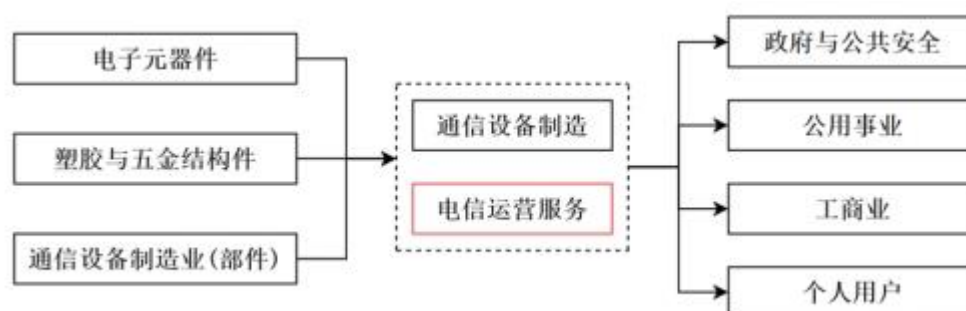 电子元器件
塑胶与五金结构件
通信设备制造业(部件)
通信设备制造
电信运营服务
政府与公共安全
公用事业
工商业
个人用户